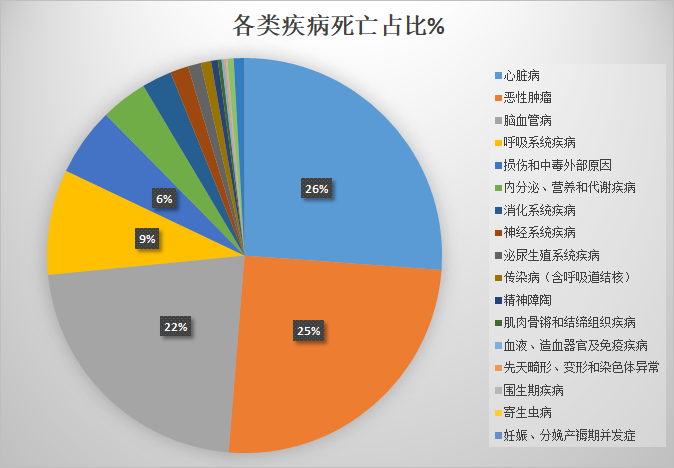 各类疾病死亡占比%
26%
6%
9%
22%
25%
心脏病
恶性肿瘤
脑血管病
呼吸系统疾病
损伤和中毒外部原因
内分泌、营养和代谢疾病
消化系统疾病
神经系统疾病
泌尿生殖系统疾病
传染病（含呼吸道结核）
精神障陶
肌肉骨锵和结缔组织疾病
血液、造血器官及免疫疾病
先天畸形、变形和染色体异常
围生期疾病
寄生虫病
妊娠、分娩产褥期并发症